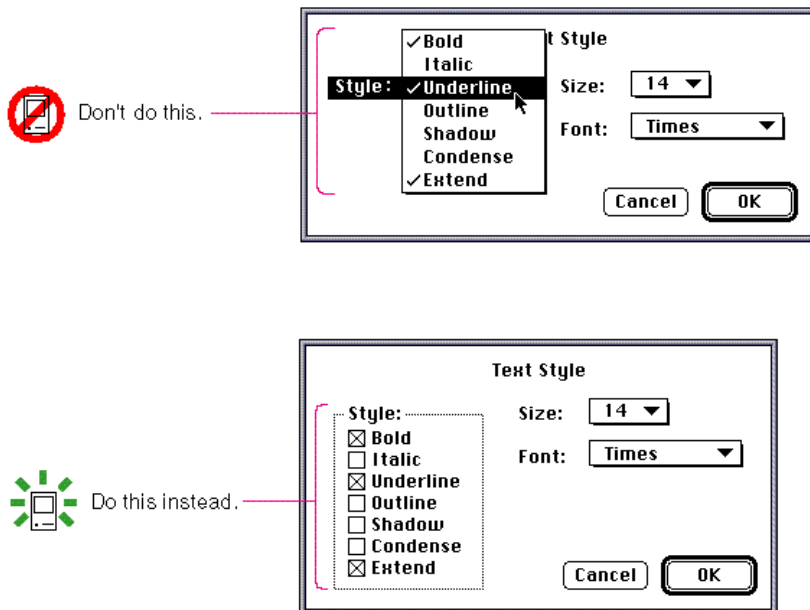 ✓Bold
t Style
Italic
Style: ✓Underline
Size: 14
Don't do this.
Outline
Shadow
Font: Times
Condense
✓Extend
Cancel OK
Text Style
Style:
Size: 14
Bold
Italic
Font: Times
Underline
Do this instead.
Outline
Shadow
Condense
Extend
Cancel OK